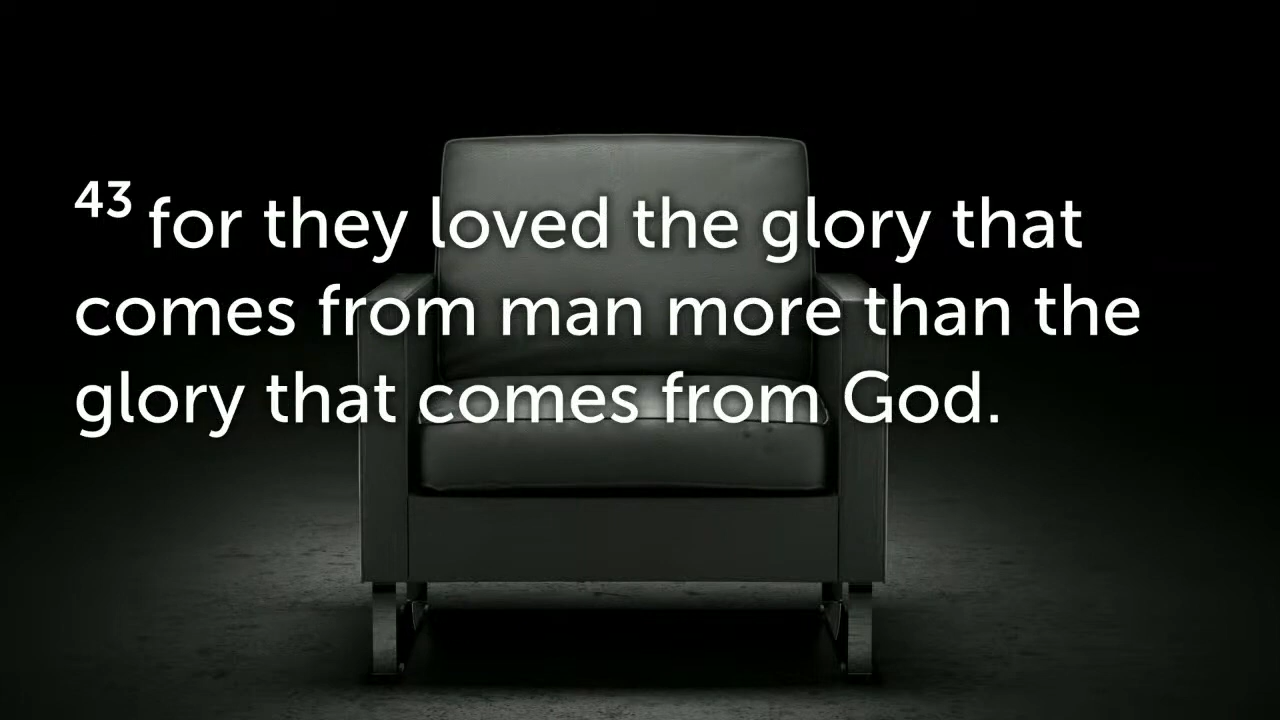 43 for they loved the glory that
comes from man more than the
glory that comes from God.